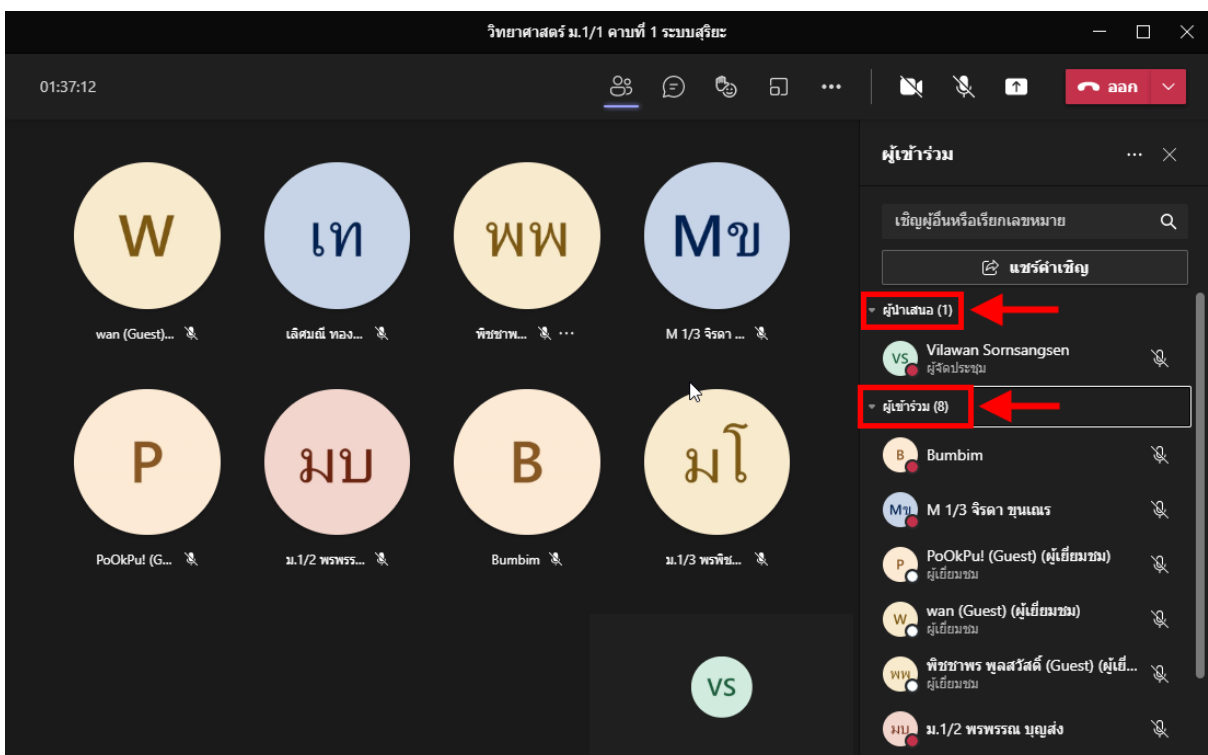 วิทยาศาสตร์ ม.1/1 คาบที่ 1 ระบบสุริยะ
01:37:12
ออก
W
เท
พพ
Mข
wan (Guest)...
เลิศมณี ทอง...
พิชชาพ...
M 1/3 จิรดา ...
P
มบ
B
มโ
PoOkPu! (G...
ม.1/2 พรพรร...
Bumbim
ม.1/3 พรพิช...
VS
ผู้เข้าร่วม
เชิญผู้อื่นหรือเรียกเลขหมาย
แชร์คำเชิญ
ผู้นำเสนอ (1)
VS
Vilawan Sornsangsen
ผู้จัดประชุม
ผู้เข้าร่วม (8)
B
Bumbim
Mข
M 1/3 จิรดา ขุนเณร
P
PoOkPu! (Guest) (ผู้เยี่ยมชม)
ผู้เยี่ยมชม
W
wan (Guest) (ผู้เยี่ยมชม)
ผู้เยี่ยมชม
พพ
พิชชาพร พูลสวัสดิ์ (Guest) (ผู้เยี่...
ผู้เยี่ยมชม
มบ
ม.1/2 พรพรรณ บุญส่ง